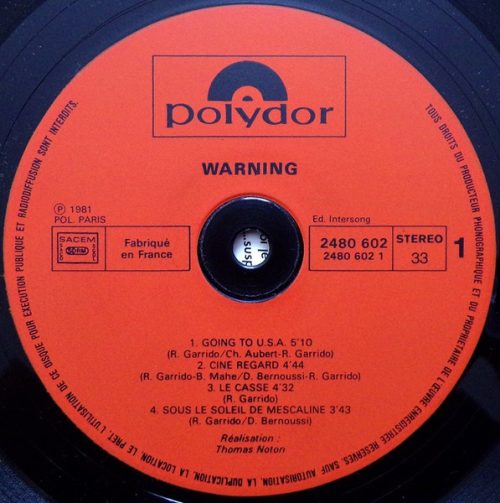 polydor
WARNING
℗ 1981
POL. PARIS
Ed. Intersong
SACEM
Fabriqué
en France
2480 602
2480 602 1
STEREO
33
1
1. GOING TO U.S.A. 5'10
(R. Garrido/Ch. Aubert-R. Garrido)
2. CINE REGARD 4'44
(R. Garrido-B. Mahe/D. Bernoussi-R. Garrido)
3. LE CASSE 4'32
(R. Garrido)
4. SOUS LE SOLEIL DE MESCALINE 3'43
(R. Garrido/D. Bernoussi)
Réalisation :
Thomas Noton
TOUS DROITS DU PRODUCTEUR PHONOGRAPHIQUE ET DU PROPRIETAIRE DE L'ŒUVRE ENREGISTREE RESERVES. SAUF AUTORISATION, LA DUPLICATION, LA LOCATION, LE PRET, L'UTILISATION DE CE DISQUE POUR EXECUTION PUBLIQUE ET RADIODIFFUSION SONT INTERDITS.